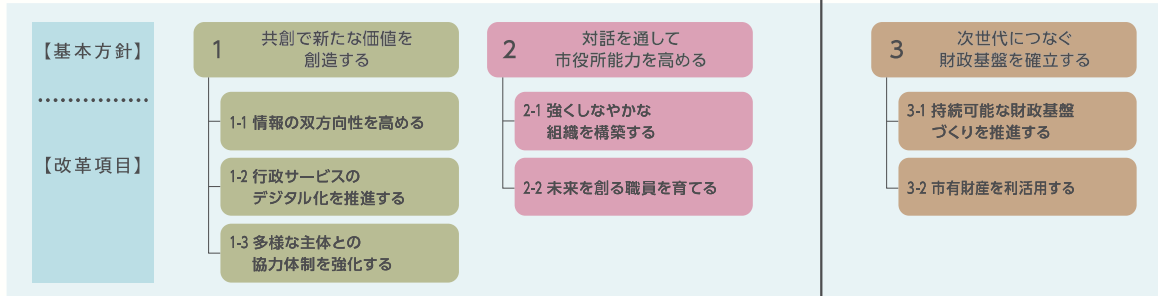 【基本方針】
【改革項目】
1 共創で新たな価値を
創造する
1-1 情報の双方向性を高める
1-2 行政サービスの
デジタル化を推進する
1-3 多様な主体との
協力体制を強化する
2 対話を通して
市役所能力を高める
2-1 強くしなやかな
組織を構築する
2-2 未来を創る職員を育てる
3 次世代につなぐ
財政基盤を確立する
3-1 持続可能な財政基盤
づくりを推進する
3-2 市有財産を利活用する